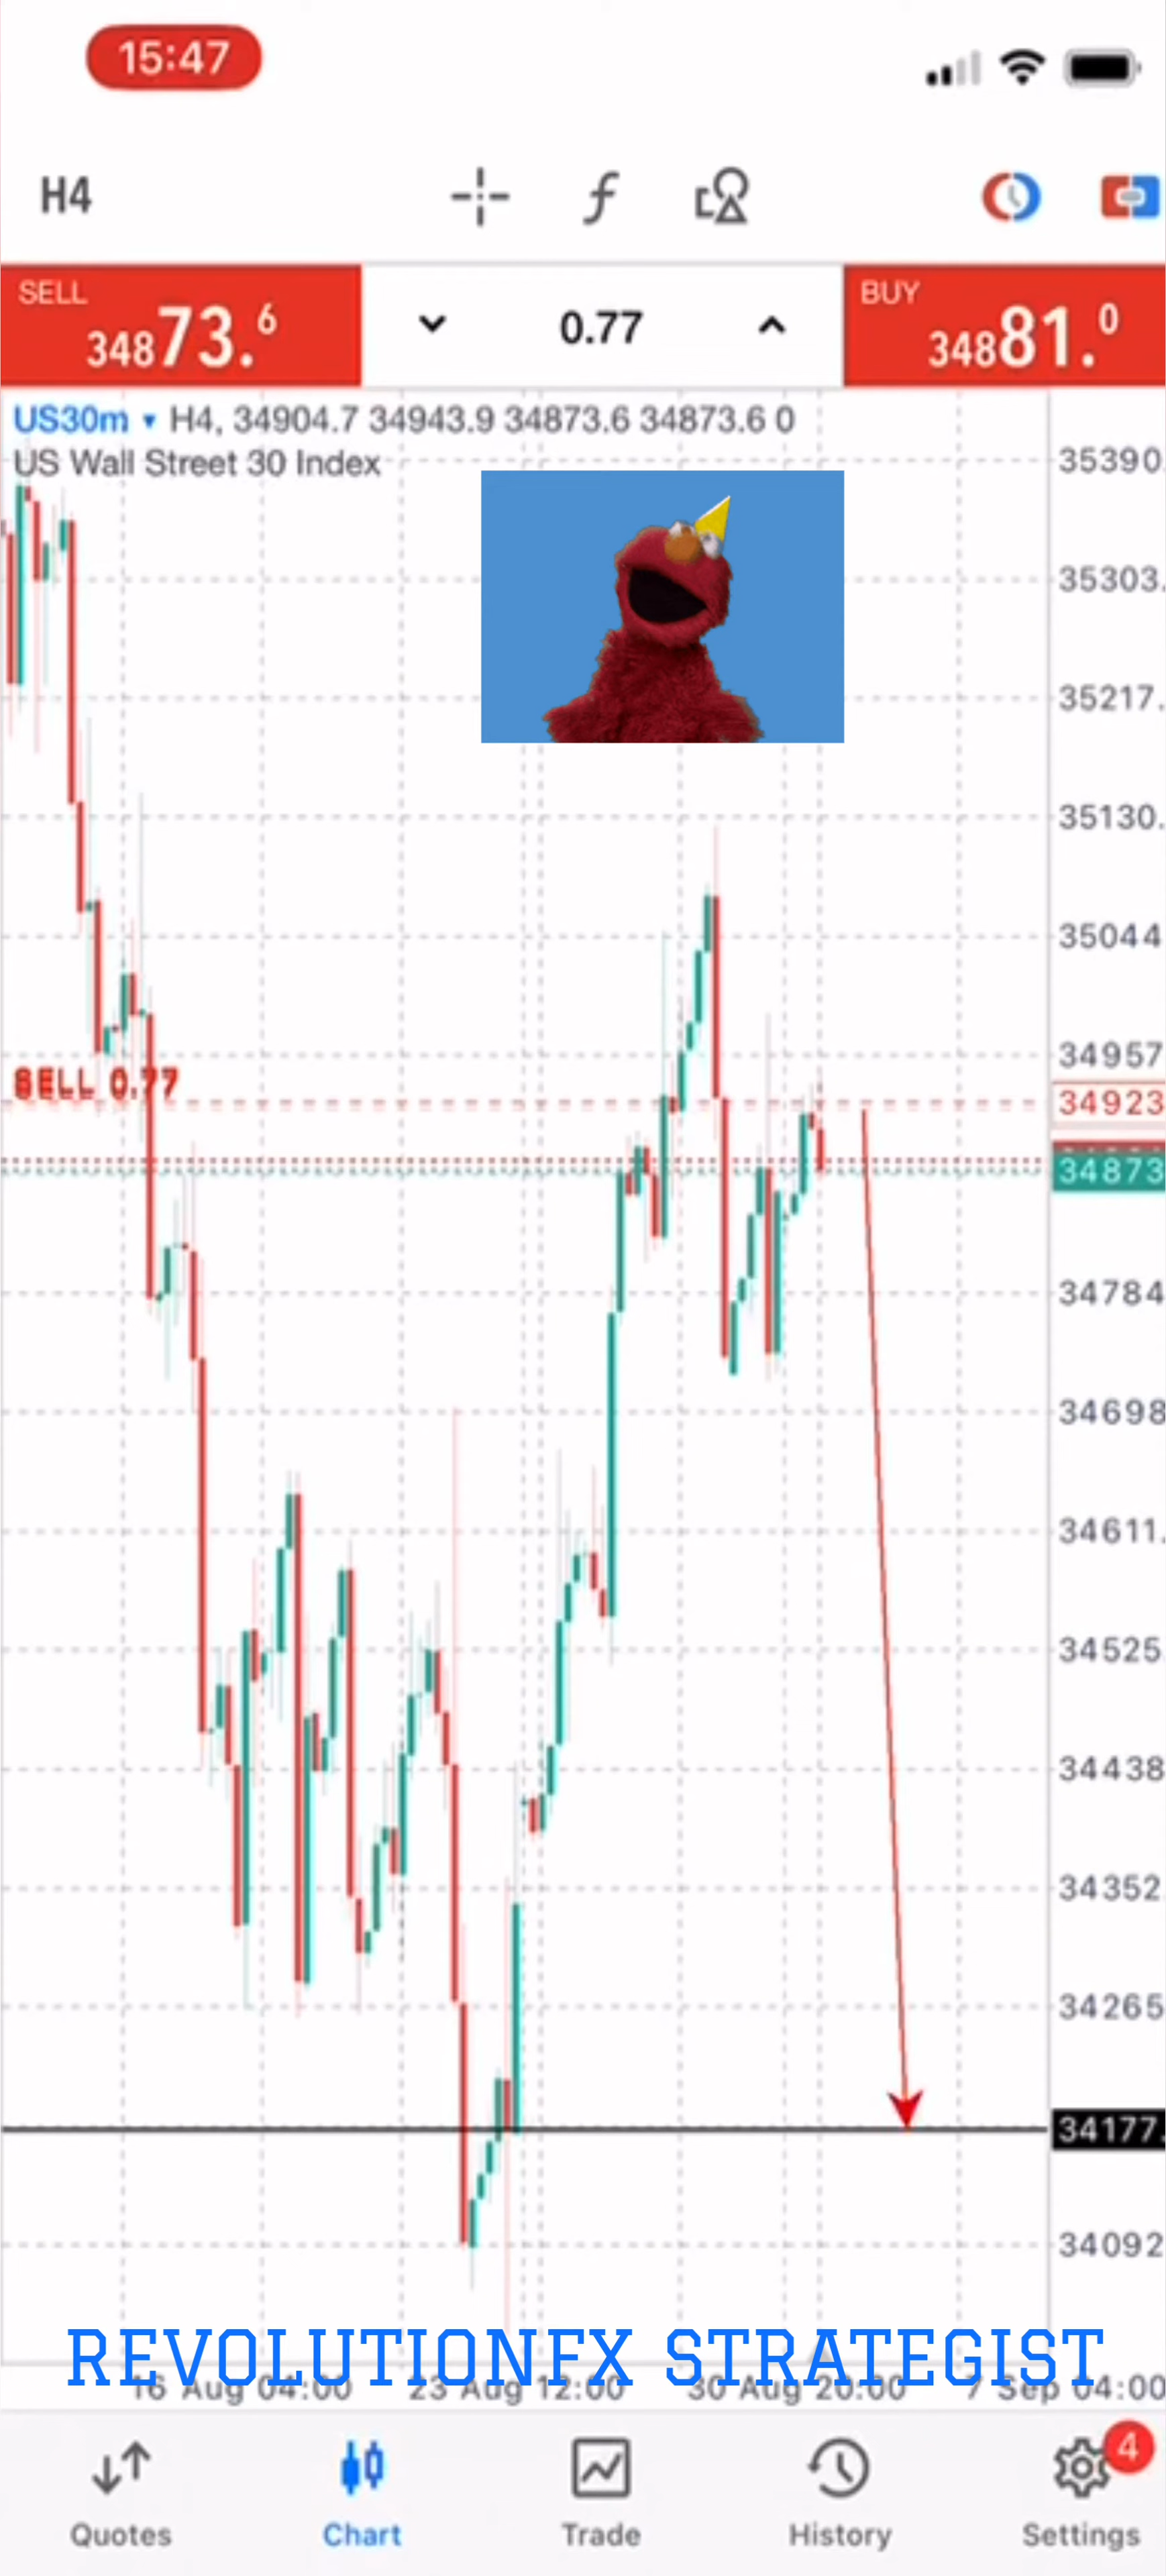 15:47
H4
SELL
34873.6
0.77
BUY
34881.0
US30m ▾ H4, 34904.7 34943.9 34873.6 34873.6 0
US Wall Street 30 Index
35390.
35303.
35217.
35130.
35044
34957
SELL 0.77
34923
34873
34784
34698
34611.
34525
34438
34352
34265
34177.
34092
REVOLUTIONFX STRATEGIST
16 Aug 04:00 23 Aug 12:00 30 Aug 20:00 7 Sep 04:00
4
Quotes Chart Trade History Settings